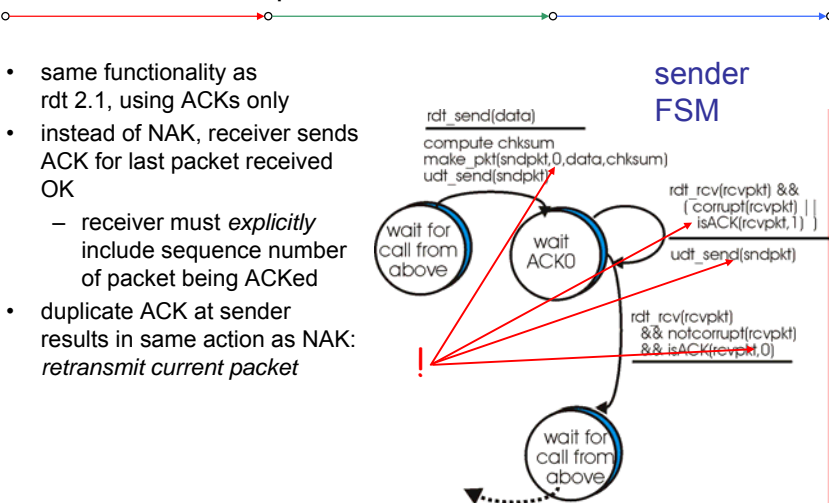 • same functionality as
rdt 2.1, using ACKs only
• instead of NAK, receiver sends
ACK for last packet received
OK
– receiver must explicitly
include sequence number
of packet being ACKed
• duplicate ACK at sender
results in same action as NAK:
retransmit current packet
sender
FSM
rdt_send(data)
compute chksum
make_pkt(sndpkt,0,data,chksum)
udt_send(sndpkt)
wait for
call from
above
wait
ACK0
rdt_rcv(rcvpkt) &&
( corrupt(rcvpkt) ||
isACK(rcvpkt,1) )
udt_send(sndpkt)
rdt_rcv(rcvpkt)
&& notcorrupt(rcvpkt)
&& isACK(rcvpkt,0)
!
wait for
call from
above